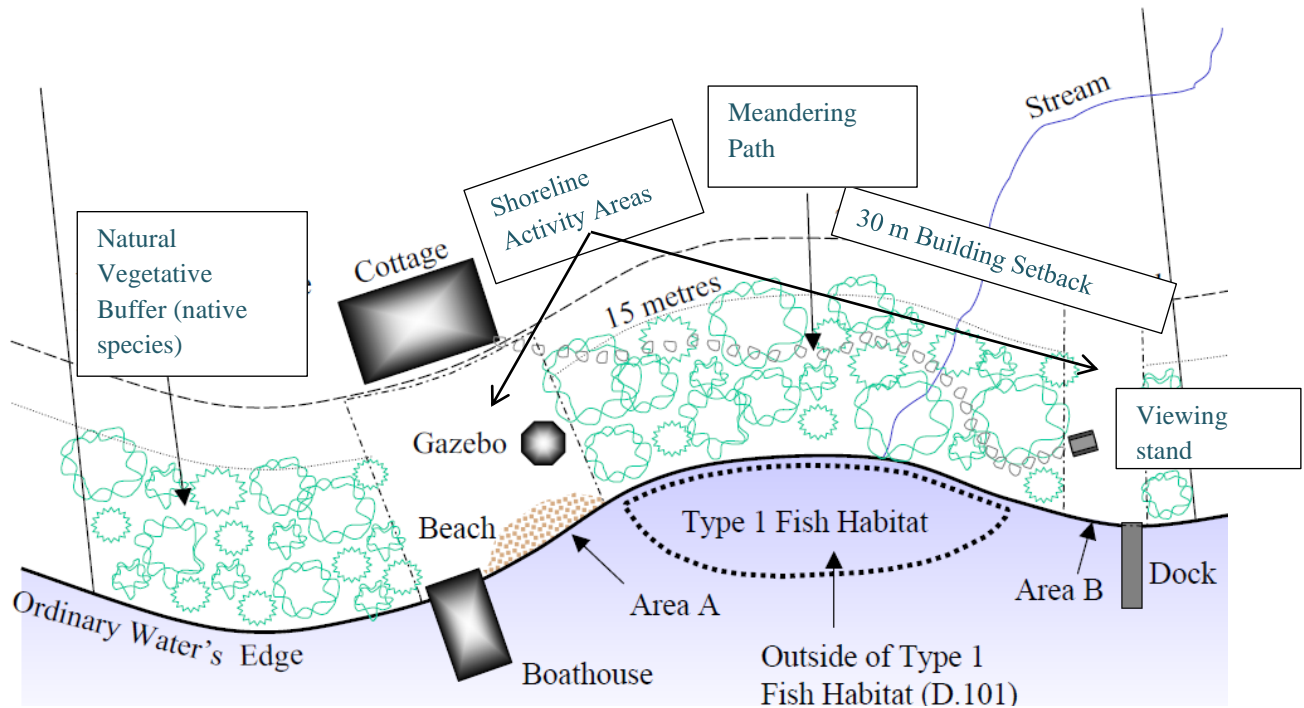 Stream
Meandering
Path
Shoreline
Activity Areas
30 m Building Setback
Natural
Vegetative
Buffer (native
species)
Cottage
15 metres
Gazebo
Viewing
stand
Beach
Type 1 Fish Habitat
Area A
Area B
Dock
Ordinary Water's Edge
Boathouse
Outside of Type 1
Fish Habitat (D.101)